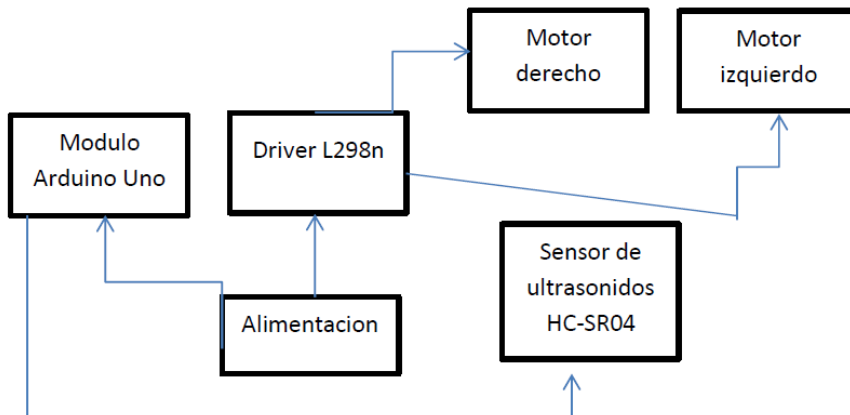 Motor
derecho
Motor
izquierdo
Modulo
Arduino Uno
Driver L298n
Sensor de
ultrasonidos
HC-SR04
Alimentacion